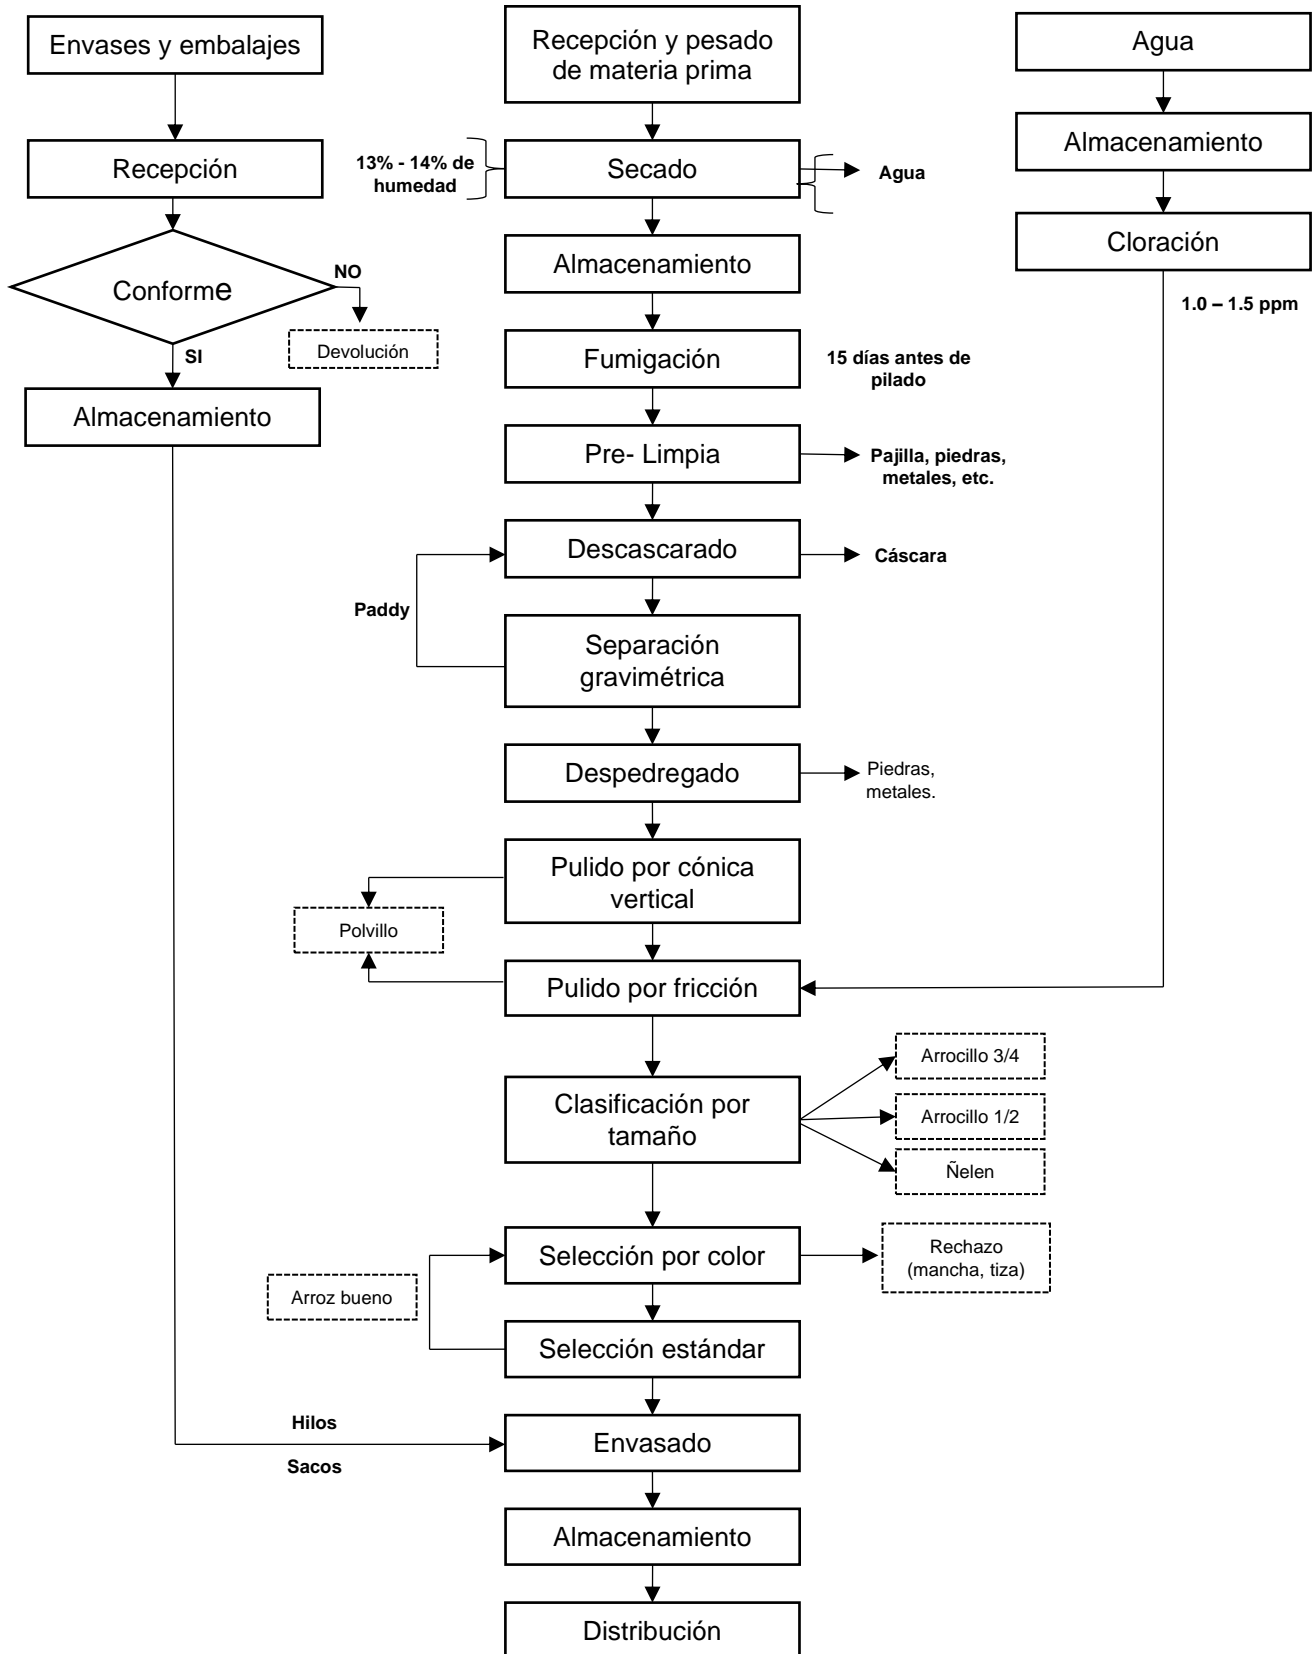 Envases y embalajes
Recepción y pesado
de materia prima
Agua
Recepción
13% - 14% de
humedad
Secado
Agua
Almacenamiento
Cloración
1.0 – 1.5 ppm
Conforme
NO
Devolución
SI
Almacenamiento
Almacenamiento
Fumigación
15 días antes de
pilado
Pre- Limpia
Pajilla, piedras,
metales, etc.
Descascarado
Cáscara
Paddy
Separación
gravimétrica
Despedregado
Piedras,
metales.
Pulido por cónica
vertical
Polvillo
Pulido por fricción
Clasificación por
tamaño
Arrocillo 3/4
Arrocillo 1/2
Ñelen
Selección por color
Rechazo
(mancha, tiza)
Arroz bueno
Selección estándar
Hilos
Sacos
Envasado
Almacenamiento
Distribución